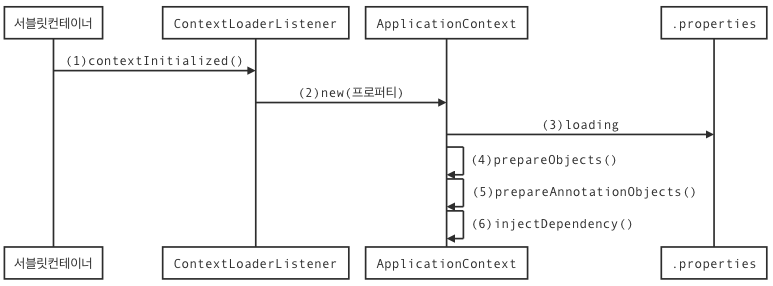 서블릿컨테이너
ContextLoaderListener
ApplicationContext
.properties
(1)contextInitialized()
(2)new(프로퍼티)
(3)loading
(4)prepareObjects()
(5)prepareAnnotationObjects()
(6)injectDependency()
서블릿컨테이너
ContextLoaderListener
ApplicationContext
.properties